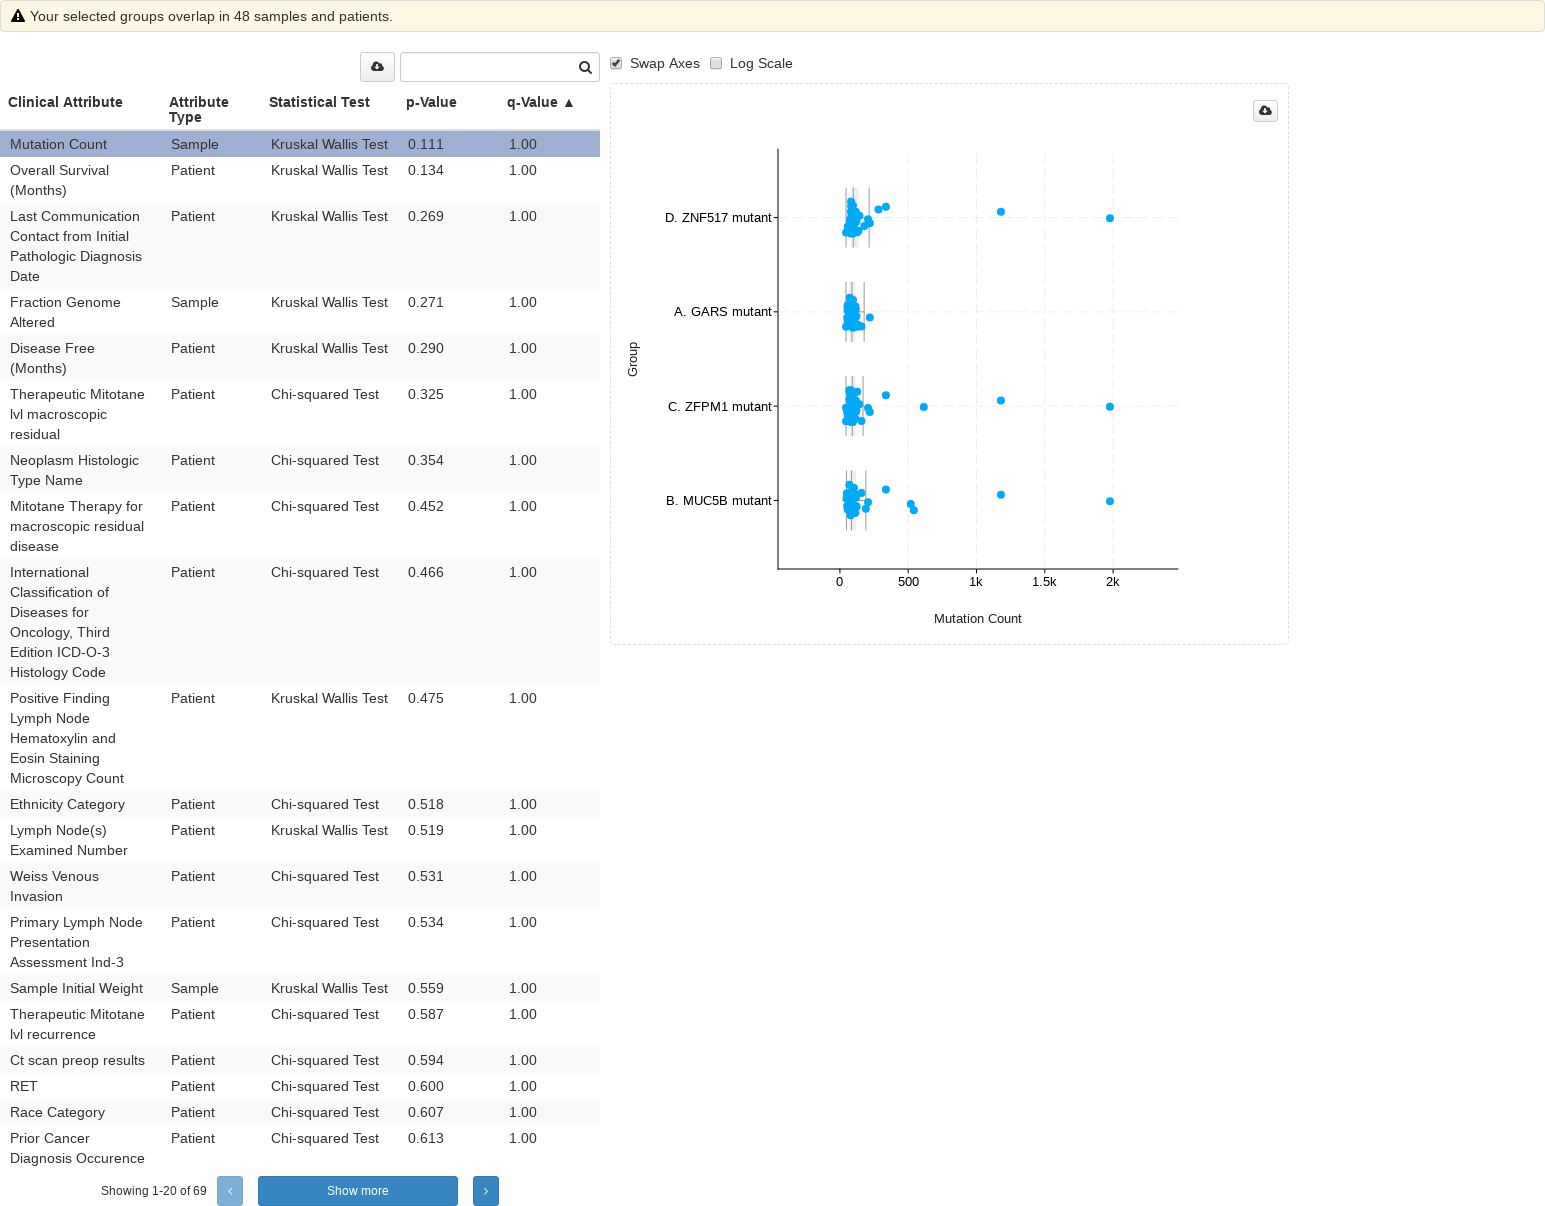 Your selected groups overlap in 48 samples and patients.
Swap Axes Log Scale
Clinical Attribute Attribute Type Statistical Test p-Value q-Value ▲
Mutation Count Sample Kruskal Wallis Test 0.111 1.00
Overall Survival Patient Kruskal Wallis Test 0.134 1.00
(Months)
Last Communication Patient Kruskal Wallis Test 0.269 1.00
Contact from Initial
Pathologic Diagnosis
Date
Fraction Genome Sample Kruskal Wallis Test 0.271 1.00
Altered
Disease Free Patient Kruskal Wallis Test 0.290 1.00
(Months)
Therapeutic Mitotane Patient Chi-squared Test 0.325 1.00
lvl macroscopic
residual
Neoplasm Histologic Patient Chi-squared Test 0.354 1.00
Type Name
Mitotane Therapy for Patient Chi-squared Test 0.452 1.00
macroscopic residual
disease
International Patient Chi-squared Test 0.466 1.00
Classification of
Diseases for
Oncology, Third
Edition ICD-O-3
Histology Code
Positive Finding Patient Kruskal Wallis Test 0.475 1.00
Lymph Node
Hematoxylin and
Eosin Staining
Microscopy Count
Ethnicity Category Patient Chi-squared Test 0.518 1.00
Lymph Node(s) Patient Kruskal Wallis Test 0.519 1.00
Examined Number
Weiss Venous Patient Chi-squared Test 0.531 1.00
Invasion
Primary Lymph Node Patient Chi-squared Test 0.534 1.00
Presentation
Assessment Ind-3
Sample Initial Weight Sample Kruskal Wallis Test 0.559 1.00
Therapeutic Mitotane Patient Chi-squared Test 0.587 1.00
lvl recurrence
Ct scan preop results Patient Chi-squared Test 0.594 1.00
RET Patient Chi-squared Test 0.600 1.00
Race Category Patient Chi-squared Test 0.607 1.00
Prior Cancer Patient Chi-squared Test 0.613 1.00
Diagnosis Occurence
Showing 1-20 of 69 ‹ Show more ›
Group
D. ZNF517 mutant
A. GARS mutant
C. ZFPM1 mutant
B. MUC5B mutant
0 500 1k 1.5k 2k
Mutation Count